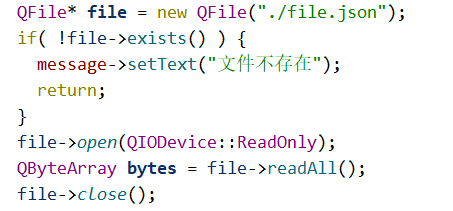 QFile* file = new QFile("./file.json");
if( !file->exists() ) {
  message->setText("文件不存在");
  return;
}
file->open(QIODevice::ReadOnly);
QByteArray bytes = file->readAll();
file->close();